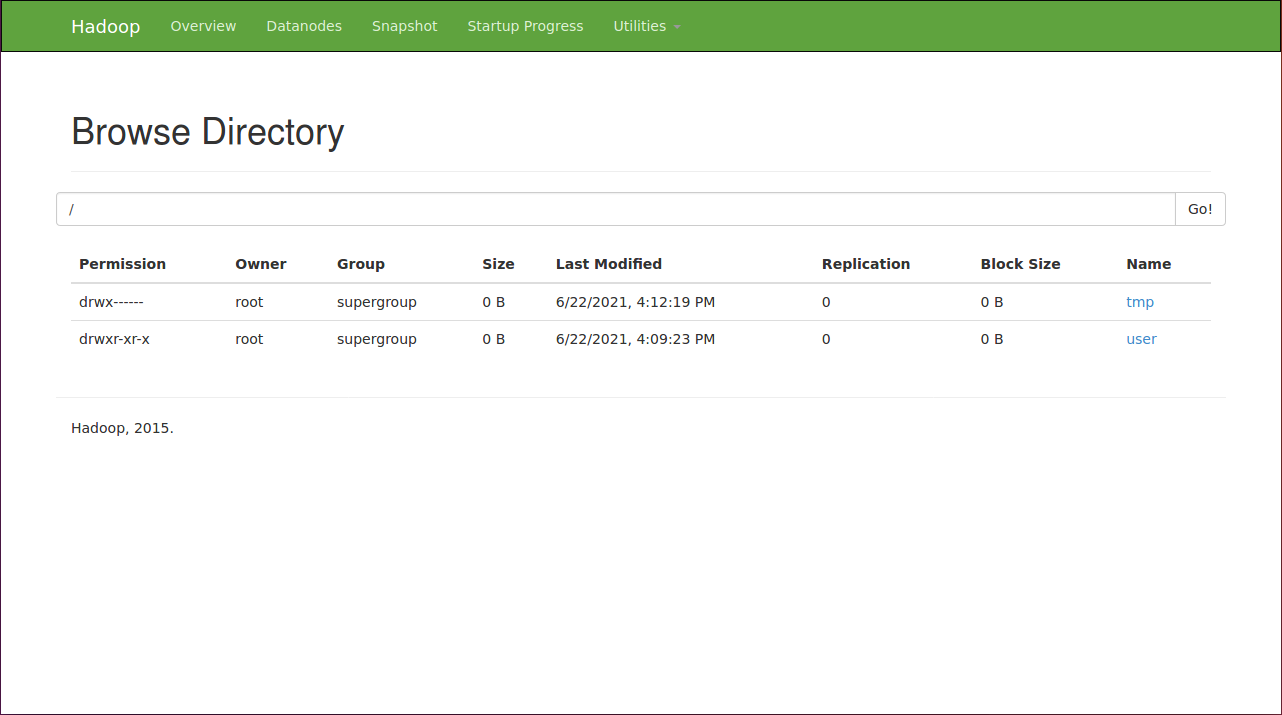 Hadoop Overview Datanodes Snapshot Startup Progress Utilities
Browse Directory
/ Go!
Permission Owner Group Size Last Modified Replication Block Size Name
drwx------ root supergroup 0 B 6/22/2021, 4:12:19 PM 0 0 B tmp
drwxr-xr-x root supergroup 0 B 6/22/2021, 4:09:23 PM 0 0 B user
Hadoop, 2015.